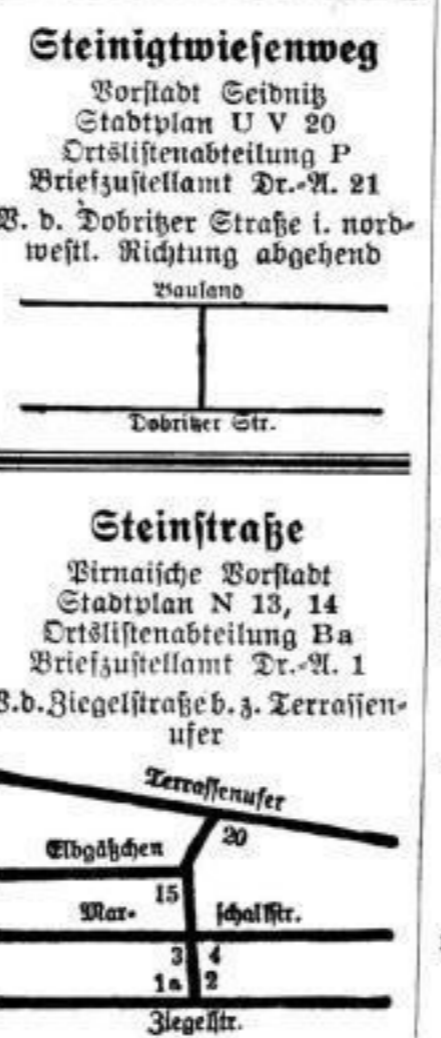 Steinigtwiesenweg
Vorstadt Seidnitz
Stadtplan U V 20
Ortslistenabteilung P
Briefzustellamt Dr.-A. 21
V. d. Dobritzer Straße i. nord-
westl. Richtung abgehend
Bauland
Dobritzer Str.
Steinstraße
Pirnaische Vorstadt
Stadtplan N 13, 14
Ortslistenabteilung Ba
Briefzustellamt Dr.-A. 1
V.d.Ziegelstraße b. z. Terrassen-
ufer
Terrassenufer
20
Elbgäßchen
15
Mar- schallstr.
3 4
1a 2
Ziegelstr.